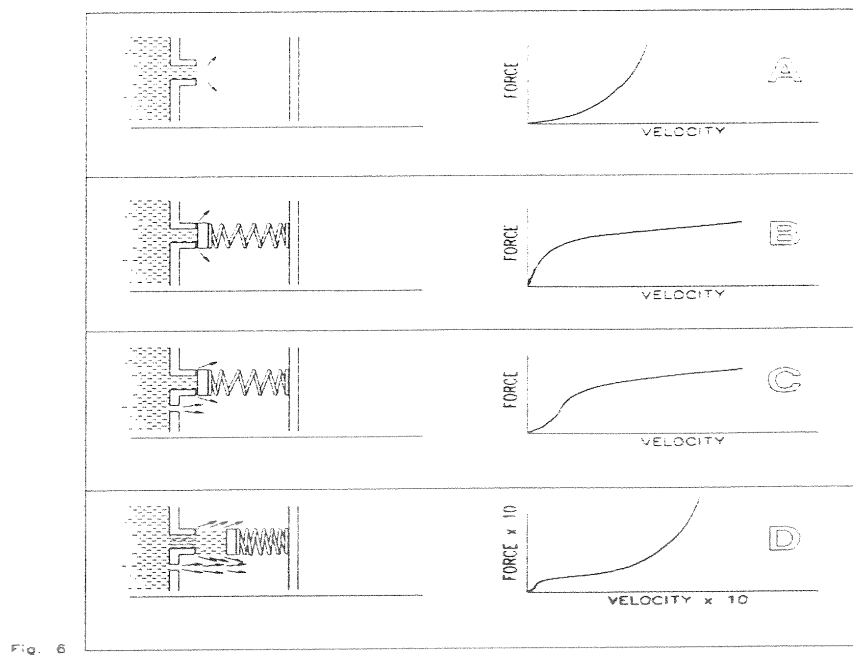 FORCE
VELOCITY
A
FORCE
VELOCITY
B
FORCE
VELOCITY
C
FORCE x 10
VELOCITY x 10
D
Fig. 6